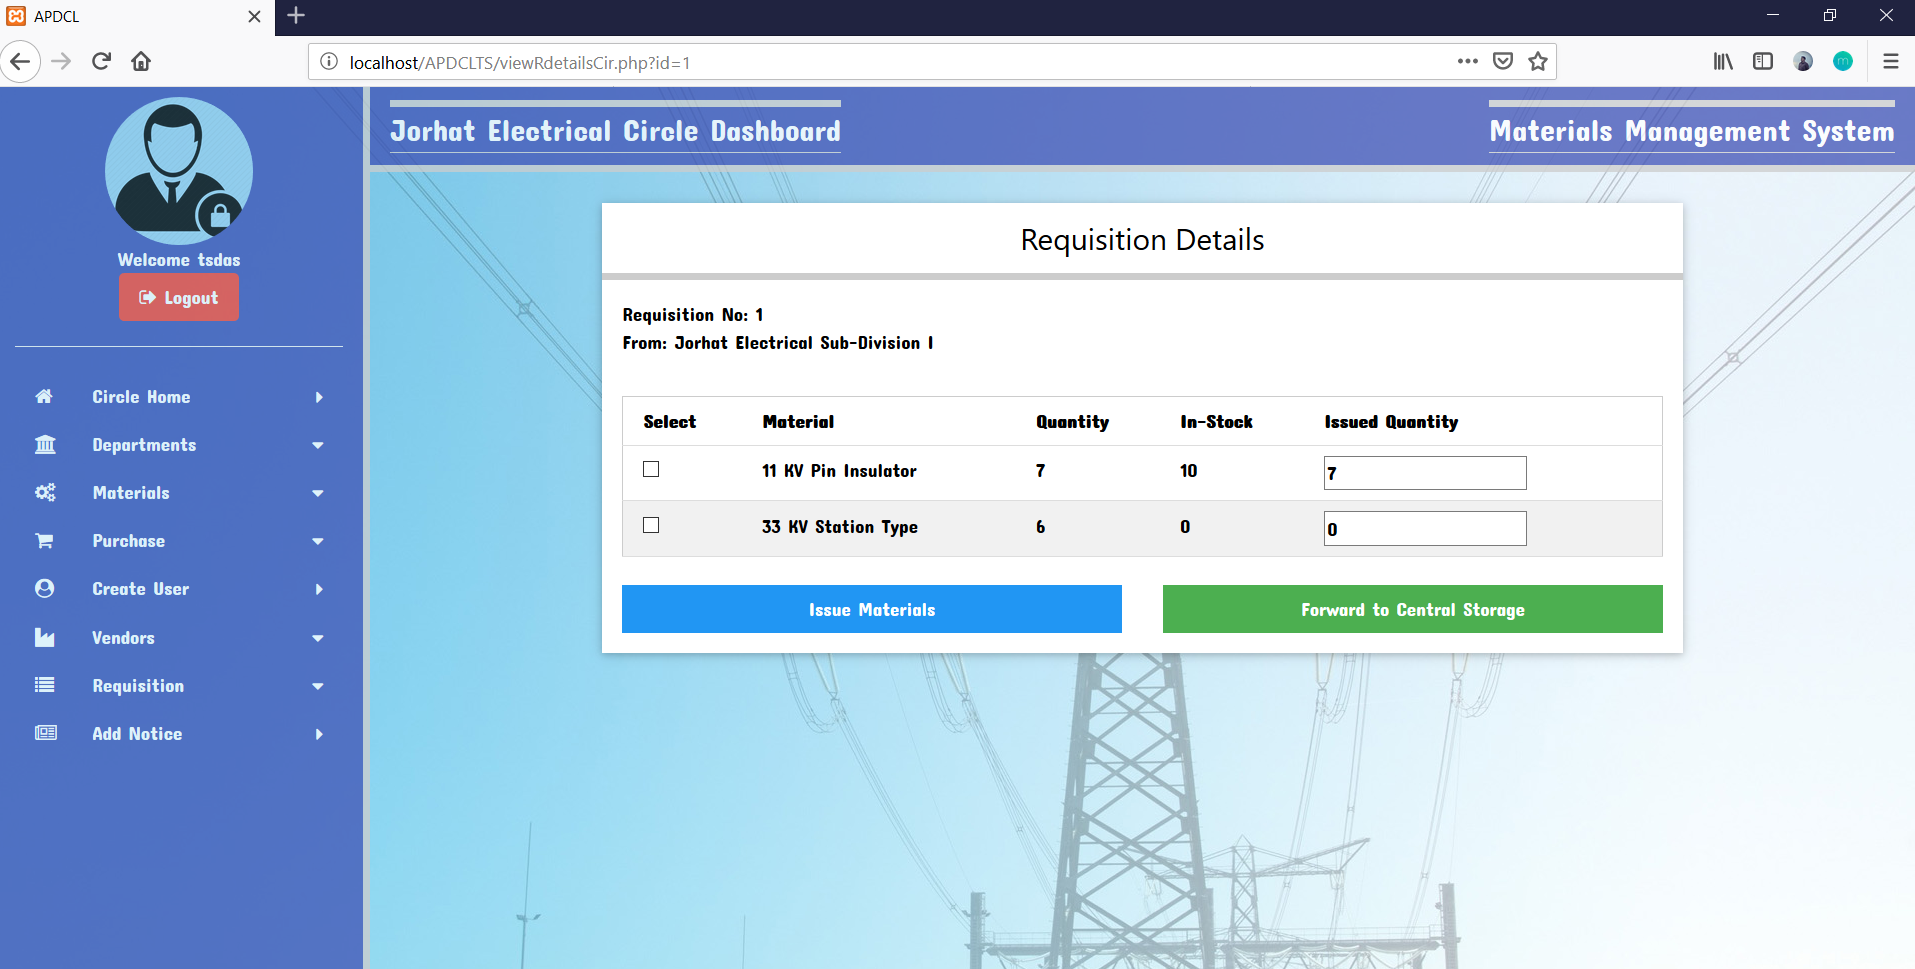 APDCL
localhost/APDCLTS/viewRdetailsCir.php?id=1
m
Jorhat Electrical Circle Dashboard
Materials Management System
Welcome tsdas
Logout
Circle Home
Departments
Materials
Purchase
Create User
Vendors
Requisition
Add Notice
Requisition Details
Requisition No: 1
From: Jorhat Electrical Sub-Division I
Select Material Quantity In-Stock Issued Quantity
11 KV Pin Insulator 7 10 7
33 KV Station Type 6 0 0
Issue Materials Forward to Central Storage